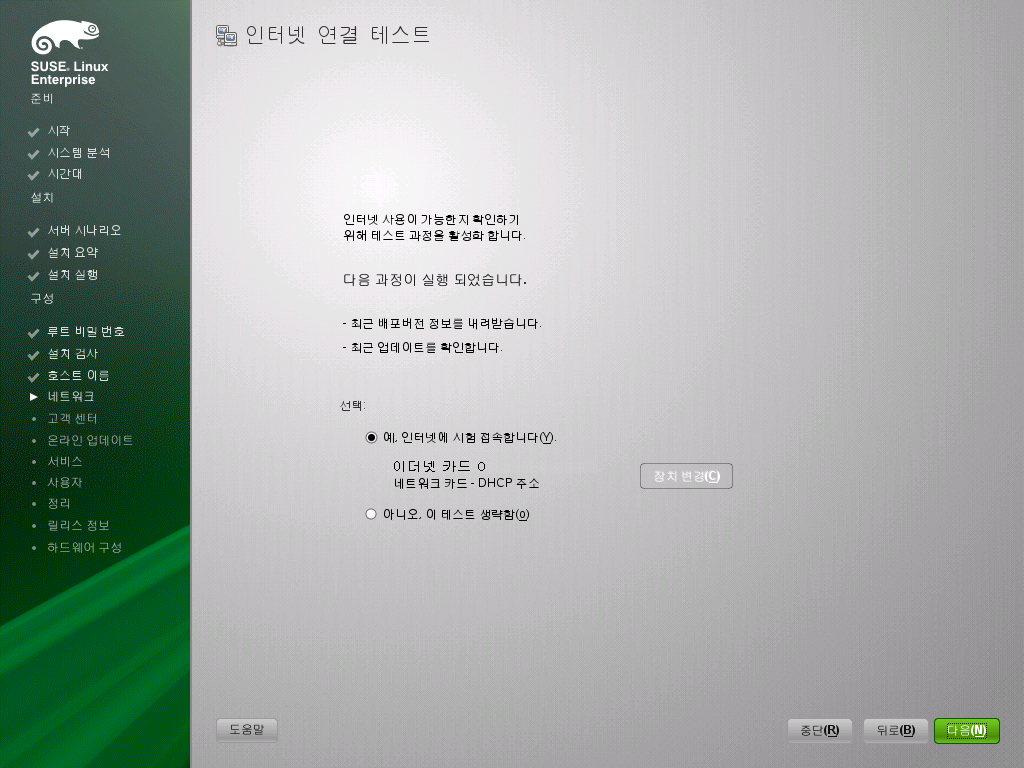 SUSE. Linux
Enterprise
준비
시작
시스템 분석
시간대
설치
서버 시나리오
설치 요약
설치 실행
구성
루트 비밀 번호
설치 검사
호스트 이름
네트워크
고객 센터
온라인 업데이트
서비스
사용자
정리
릴리스 정보
하드웨어 구성
인터넷 연결 테스트
인터넷 사용이 가능한지 확인하기
위해 테스트 과정을 활성화 합니다.
다음 과정이 실행 되었습니다.
- 최근 배포버전 정보를 내려받습니다.
- 최근 업데이트를 확인합니다.
선택:
예, 인터넷에 시험 접속합니다(Y).
이더넷 카드 0
네트워크 카드 - DHCP 주소
장치 변경(C)
아니오, 이 테스트 생략함(o)
도움말
중단(R)
뒤로(B)
다음(N)